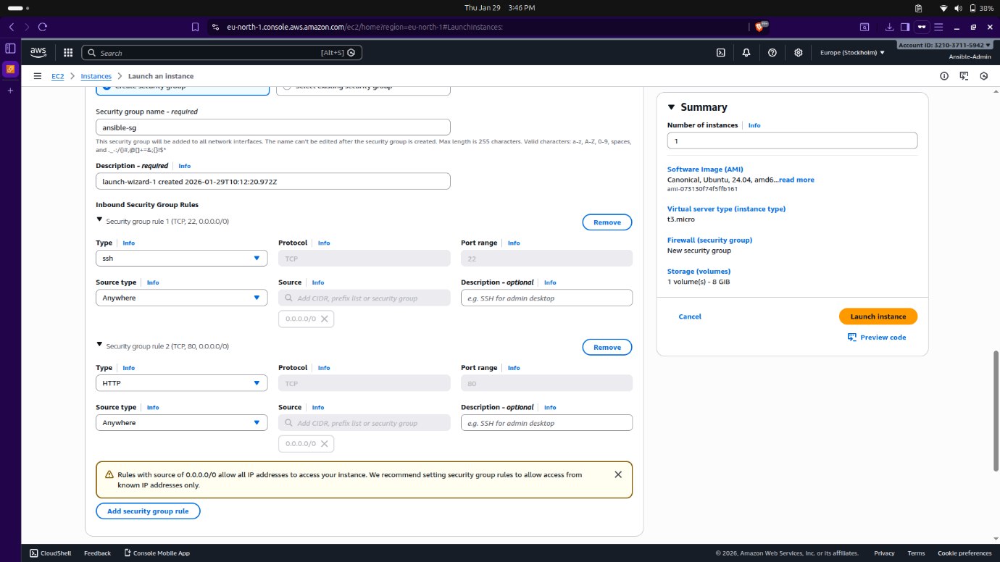 Thu Jan 29 3:46 PM
38%
eu-north-1.console.aws.amazon.com/ec2/home?region=eu-north-1#LaunchInstances:
99+
aws
Search
[Alt+S]
Europe (Stockholm)
Account ID: 3210-3711-5942
Ansible-Admin
EC2
Instances
Launch an instance
Create security group
Select existing security group
Security group name - required
ansible-sg
This security group will be added to all network interfaces. The name can't be edited after the security group is created. Max length is 255 characters. Valid characters: a-z, A-Z, 0-9, spaces,
and ._-:/()#,@[]+=&;{}!$*
Description - required Info
launch-wizard-1 created 2026-01-29T10:12:20.972Z
Inbound Security Group Rules
Security group rule 1 (TCP, 22, 0.0.0.0/0)
Remove
Type Info Protocol Info Port range Info
ssh TCP 22
Source type Info Source Info Description - optional Info
Anywhere Add CIDR, prefix list or security group e.g. SSH for admin desktop
0.0.0.0/0
Security group rule 2 (TCP, 80, 0.0.0.0/0)
Remove
Type Info Protocol Info Port range Info
HTTP TCP 80
Source type Info Source Info Description - optional Info
Anywhere Add CIDR, prefix list or security group e.g. SSH for admin desktop
0.0.0.0/0
Rules with source of 0.0.0.0/0 allow all IP addresses to access your instance. We recommend setting security group rules to allow access from
known IP addresses only.
Add security group rule
Summary
Number of instances Info
1
Software Image (AMI)
Canonical, Ubuntu, 24.04, amd6...read more
ami-073130f74f5ffb161
Virtual server type (instance type)
t3.micro
Firewall (security group)
New security group
Storage (volumes)
1 volume(s) - 8 GiB
Cancel
Launch instance
Preview code
CloudShell Feedback Console Mobile App
© 2026, Amazon Web Services, Inc. or its affiliates. Privacy Terms Cookie preferences